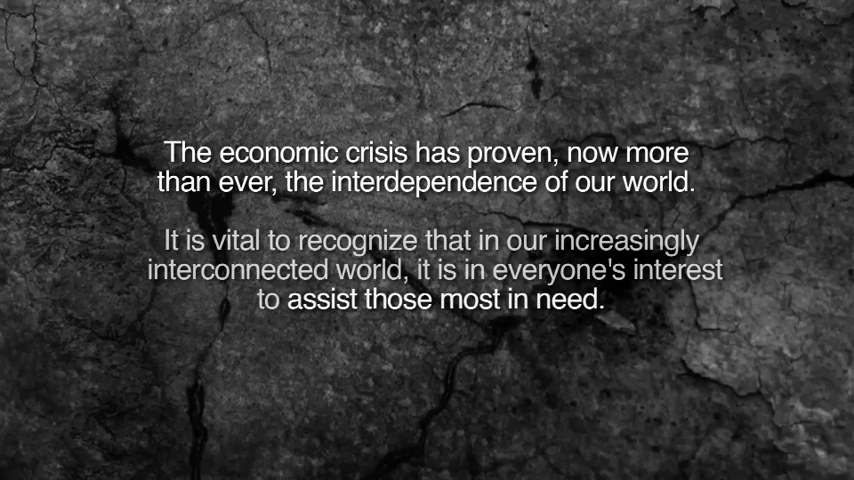 The economic crisis has proven, now more
than ever, the interdependence of our world.
It is vital to recognize that in our increasingly
interconnected world, it is in everyone's interest
to assist those most in need.